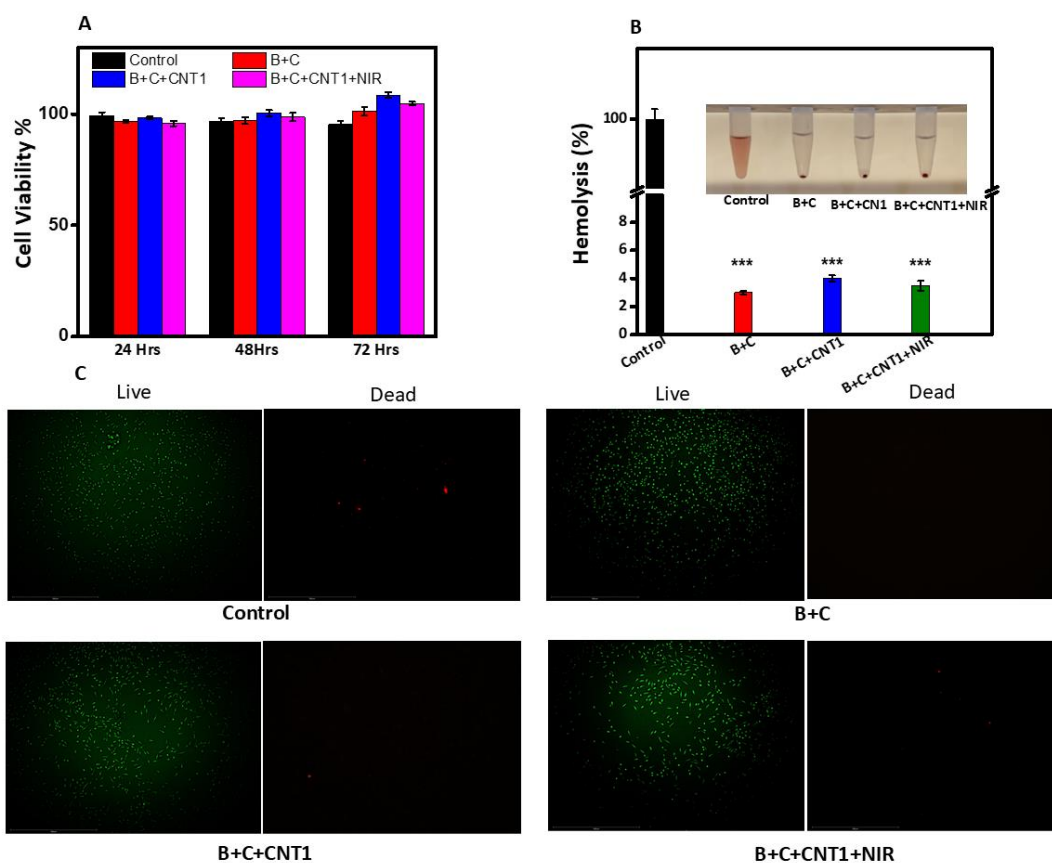 A
Control
B+C
B+C+CNT1
B+C+CNT1+NIR
Cell Viability %
100
50
0
24 Hrs
48Hrs
72 Hrs
B
Hemolysis (%)
100
8
6
4
2
0
Control
B+C
B+C+CN1
B+C+CNT1+NIR
***
***
***
Control
B+C
B+C+CNT1
B+C+CNT1+NIR
C
Live
Dead
Live
Dead
Control
B+C
B+C+CNT1
B+C+CNT1+NIR